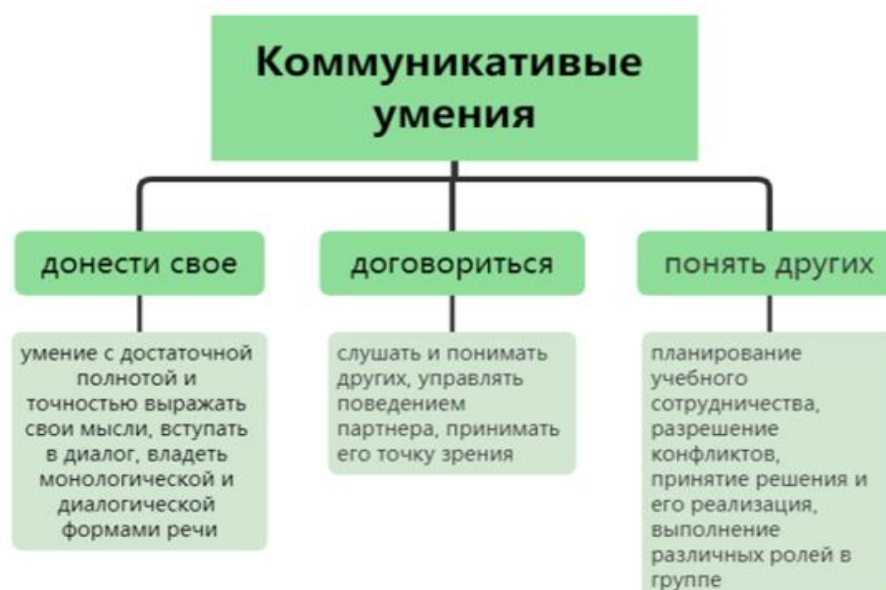 Коммуникативые
умения
донести свое
договориться
понять других
умение с достаточной
полнотой и
точностью выражать
свои мысли, вступать
в диалог, владеть
монологической и
диалогической
формами речи
слушать и понимать
других, управлять
поведением
партнера, принимать
его точку зрения
планирование
учебного
сотрудничества,
разрешение
конфликтов,
принятие решения и
его реализация,
выполнение
различных ролей в
группе